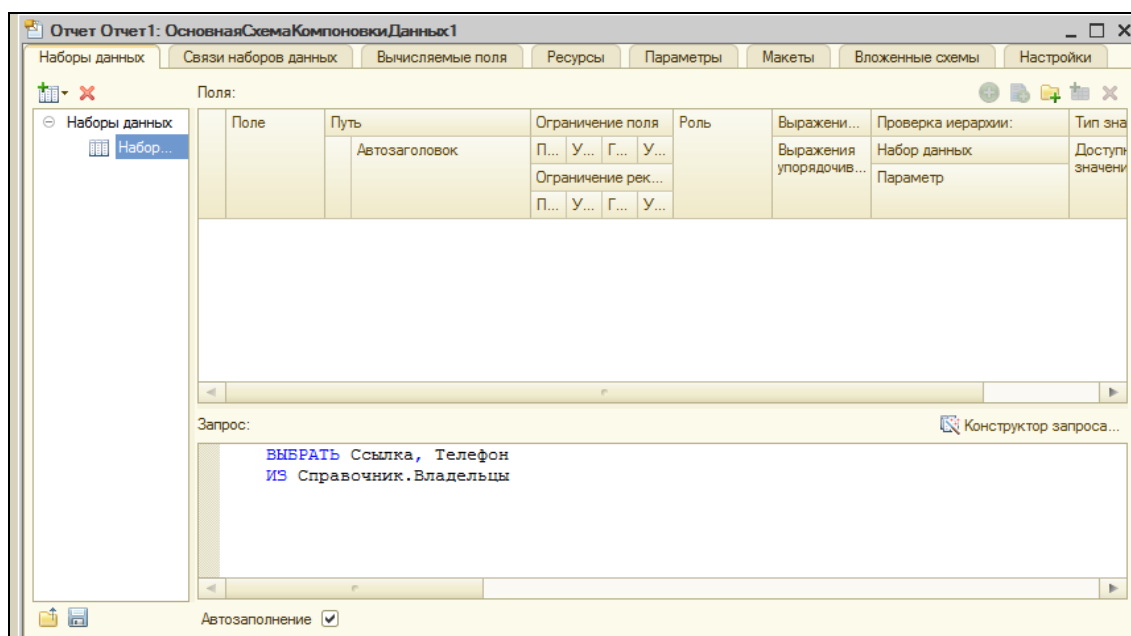 Отчет Отчет1: ОсновнаяСхемаКомпоновкиДанных1
Наборы данных Связи наборов данных Вычисляемые поля Ресурсы Параметры Макеты Вложенные схемы Настройки
Поля:
Наборы данных
Набор...
Поле Путь Ограничение поля Роль Выражени... Проверка иерархии: Тип зна
Автозаголовок П... У... Г... У... Выражения упорядочив... Набор данных Доступн значени
Ограничение рек... Параметр
П... У... Г... У...
Запрос: Конструктор запроса...
ВЫБРАТЬ Ссылка, Телефон
ИЗ Справочник.Владельцы
Автозаполнение